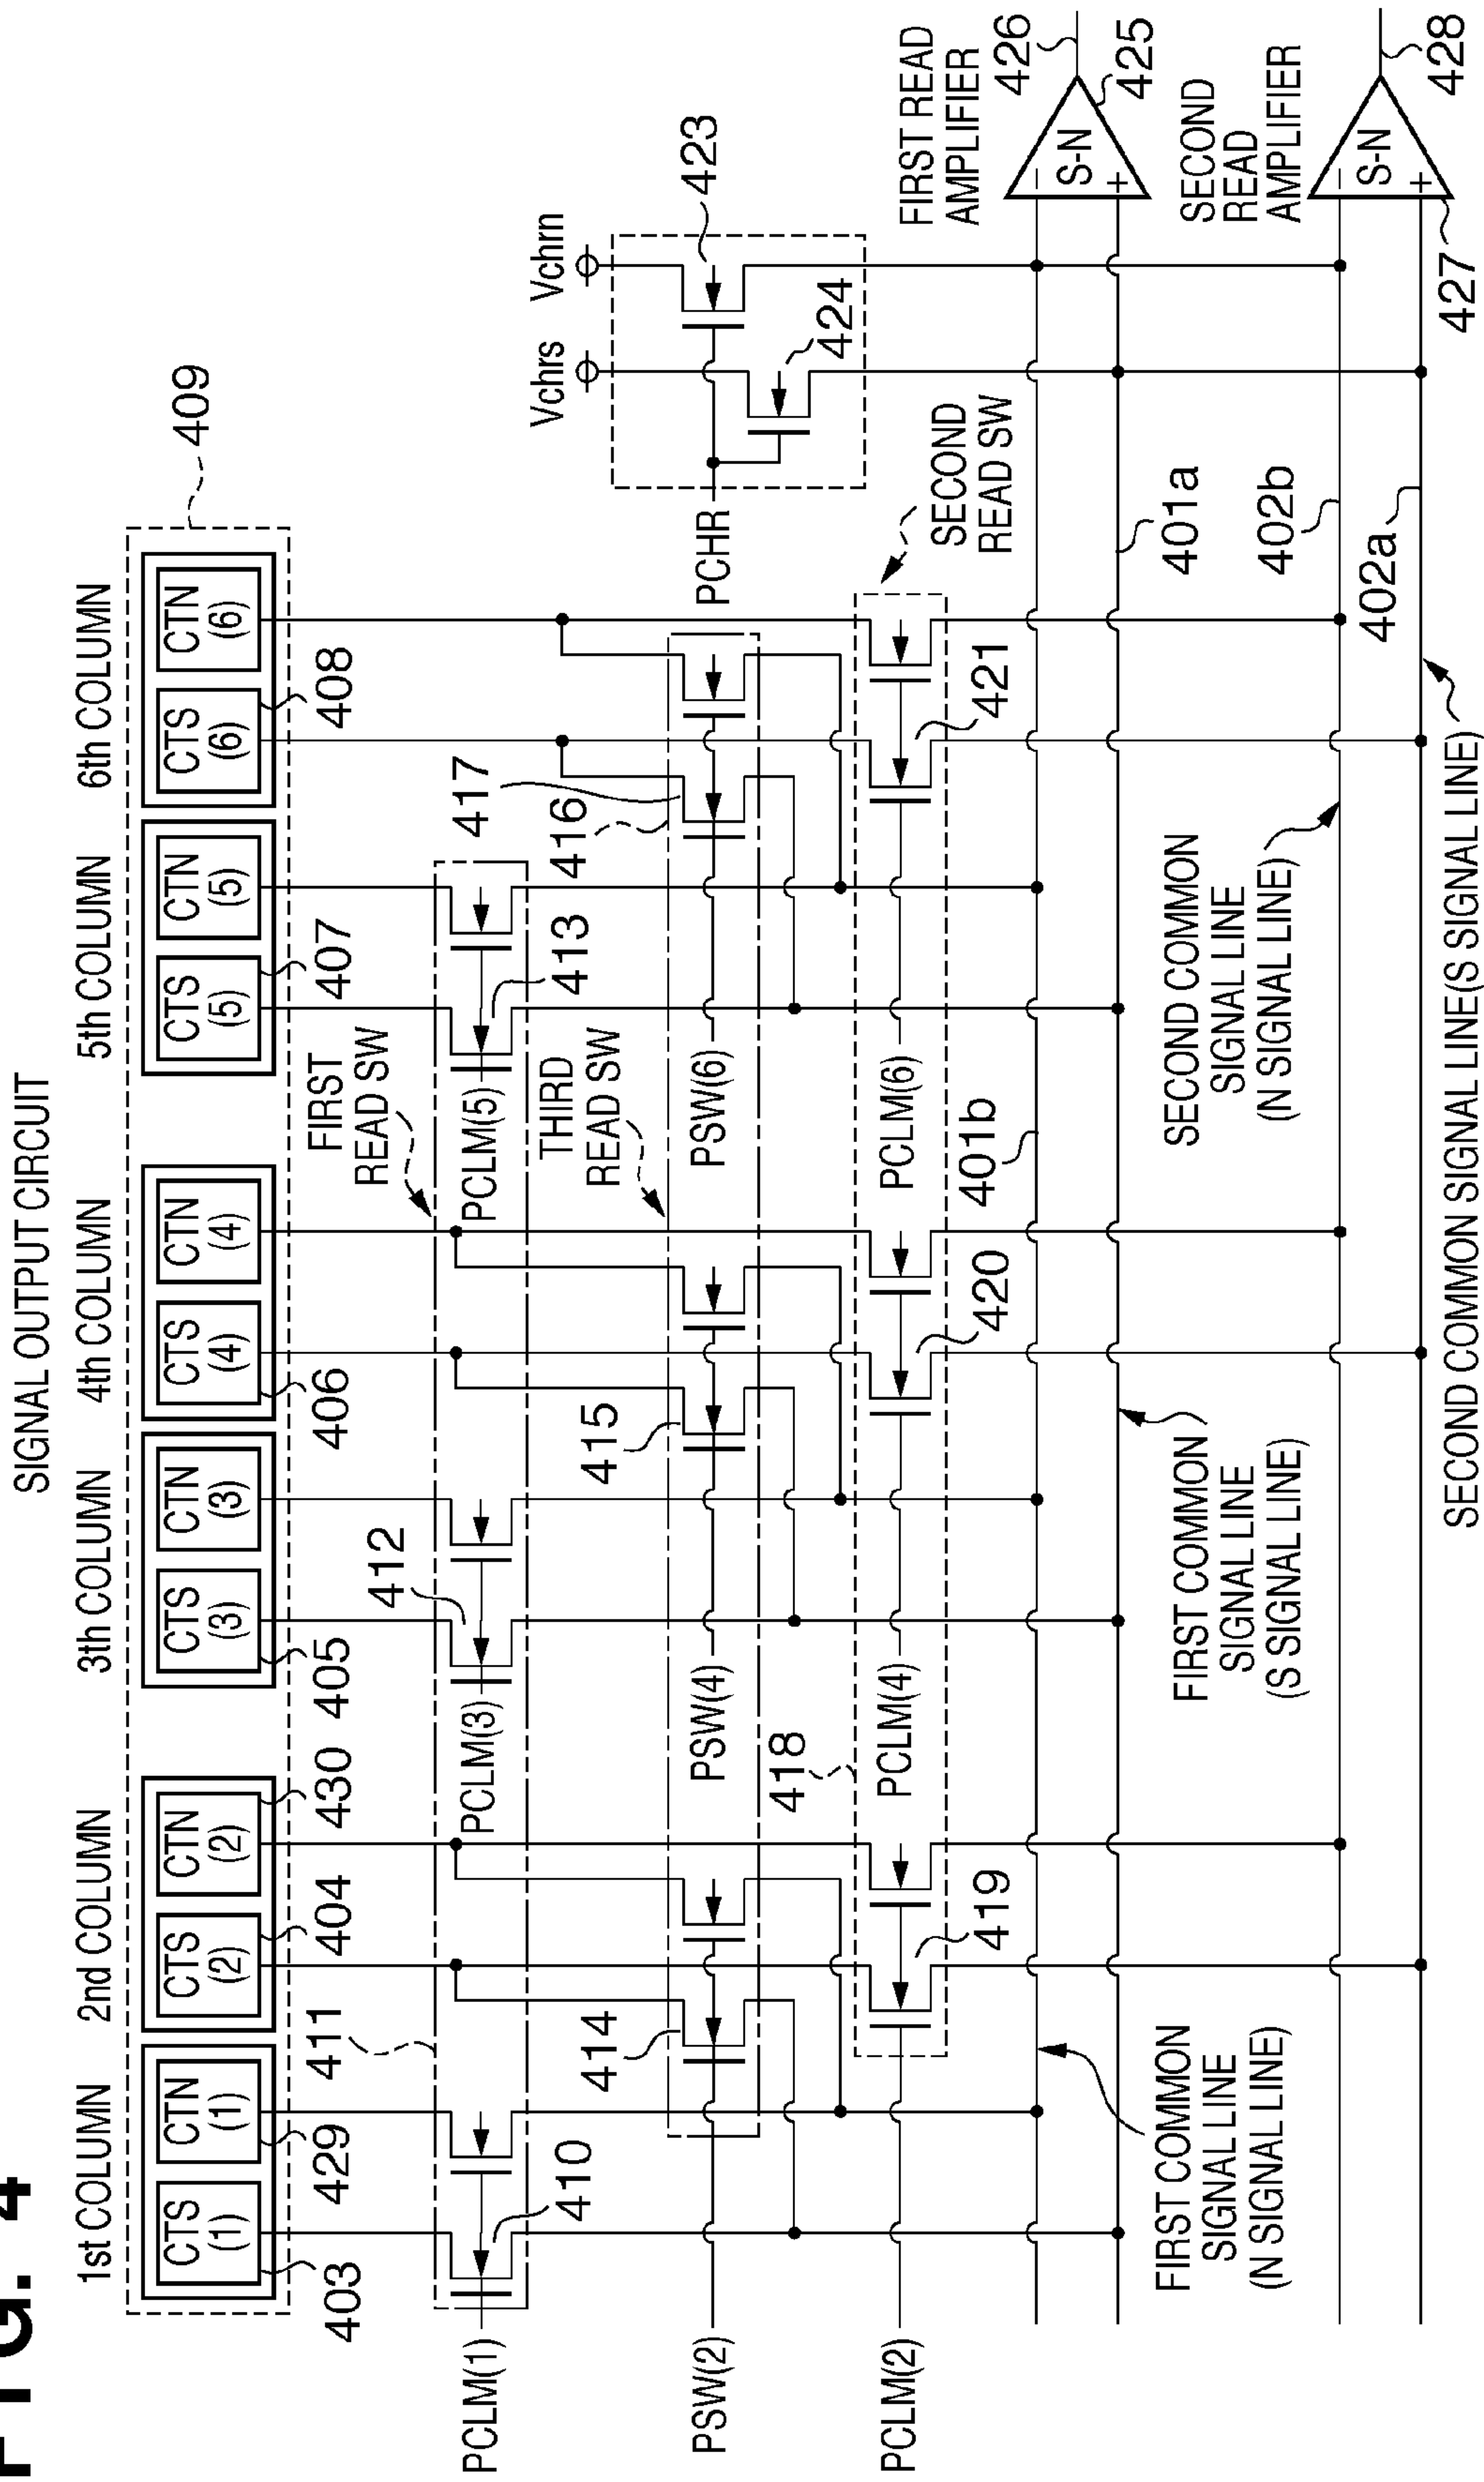 FIG. 4
SIGNAL OUTPUT CIRCUIT
1st COLUMN
2nd COLUMN
3th COLUMN
4th COLUMN
5th COLUMN
6th COLUMN
409
CTS
(1)
CTN
(1)
CTS
(2)
CTN
(2)
CTS
(3)
CTN
(3)
CTS
(4)
CTN
(4)
CTS
(5)
CTN
(5)
CTS
(6)
CTN
(6)
403
429
411
404
430
405
406
407
408
FIRST
READ SW
412
417
PCLM(1)
410
PCLM(3)
PCLM(5)
413
416
THIRD
READ SW
414
415
PSW(2)
PSW(4)
PSW(6)
PCHR
Vchrs
Vchrn
423
424
418
PCLM(2)
PCLM(4)
PCLM(6)
419
420
421
SECOND
READ SW
FIRST READ
AMPLIFIER
426
401b
S-N
−
+
425
401a
SECOND
READ
AMPLIFIER
FIRST COMMON
SIGNAL LINE
(N SIGNAL LINE)
FIRST COMMON
SIGNAL LINE
(S SIGNAL LINE)
SECOND COMMON
SIGNAL LINE
(N SIGNAL LINE)
402b
402a
S-N
−
+
428
427
SECOND COMMON SIGNAL LINE(S SIGNAL LINE)